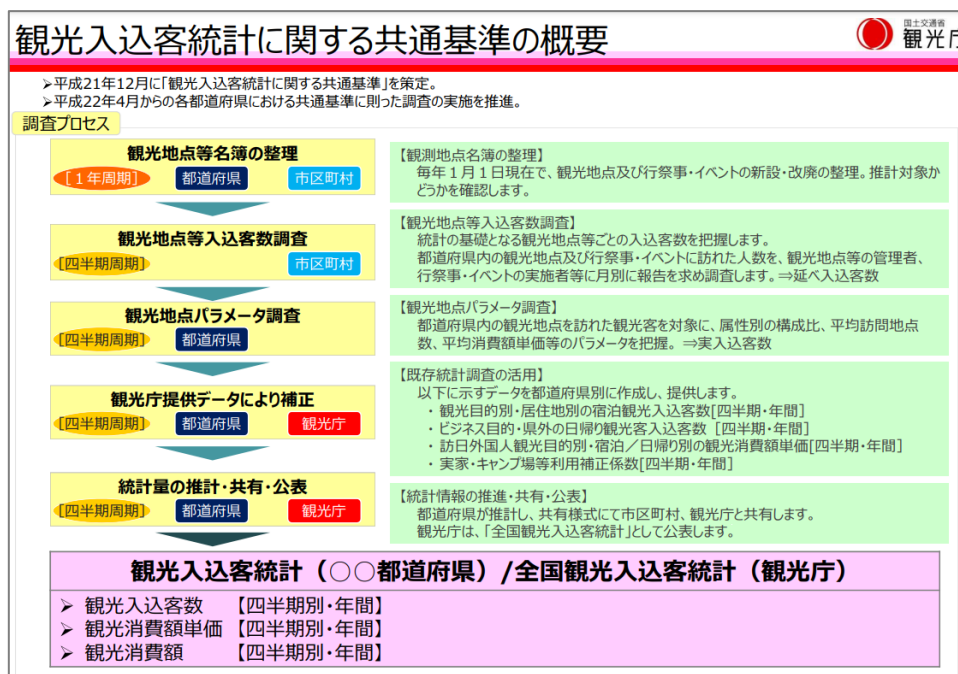 観光入込客統計に関する共通基準の概要
国土交通省
観光庁
➢平成21年12月に「観光入込客統計に関する共通基準」を策定。
➢平成22年4月からの各都道府県における共通基準に則った調査の実施を推進。
調査プロセス
観光地点等名簿の整理
[1年周期] 都道府県 市区町村
【観測地点名簿の整理】
毎年1月1日現在で、観光地点及び行祭事・イベントの新設・改廃の整理。推計対象か
どうかを確認します。
観光地点等入込客数調査
[四半期周期] 市区町村
【観光地点等入込客数調査】
統計の基礎となる観光地点等ごとの入込客数を把握します。
都道府県内の観光地点及び行祭事・イベントに訪れた人数を、観光地点等の管理者、
行祭事・イベントの実施者等に月別に報告を求め調査します。⇒延べ入込客数
観光地点パラメータ調査
[四半期周期] 都道府県
【観光地点パラメータ調査】
都道府県内の観光地点を訪れた観光客を対象に、属性別の構成比、平均訪問地点
数、平均消費額単価等のパラメータを把握。 ⇒実入込客数
観光庁提供データにより補正
[四半期周期] 都道府県 観光庁
【既存統計調査の活用】
以下に示すデータを都道府県別に作成し、提供します。
・観光目的別・居住地別の宿泊観光入込客数[四半期・年間]
・ビジネス目的・県外の日帰り観光客入込客数 [四半期・年間]
・訪日外国人観光目的別・宿泊/日帰り別の観光消費額単価[四半期・年間]
・実家・キャンプ場等利用補正係数[四半期・年間]
統計量の推計・共有・公表
[四半期周期] 都道府県 観光庁
【統計情報の推進・共有・公表】
都道府県が推計し、共有様式にて市区町村、観光庁と共有します。
観光庁は、「全国観光入込客統計」として公表します。
観光入込客統計（○○都道府県）/全国観光入込客統計（観光庁）
➢ 観光入込客数 【四半期別・年間】
➢ 観光消費額単価 【四半期別・年間】
➢ 観光消費額 【四半期別・年間】